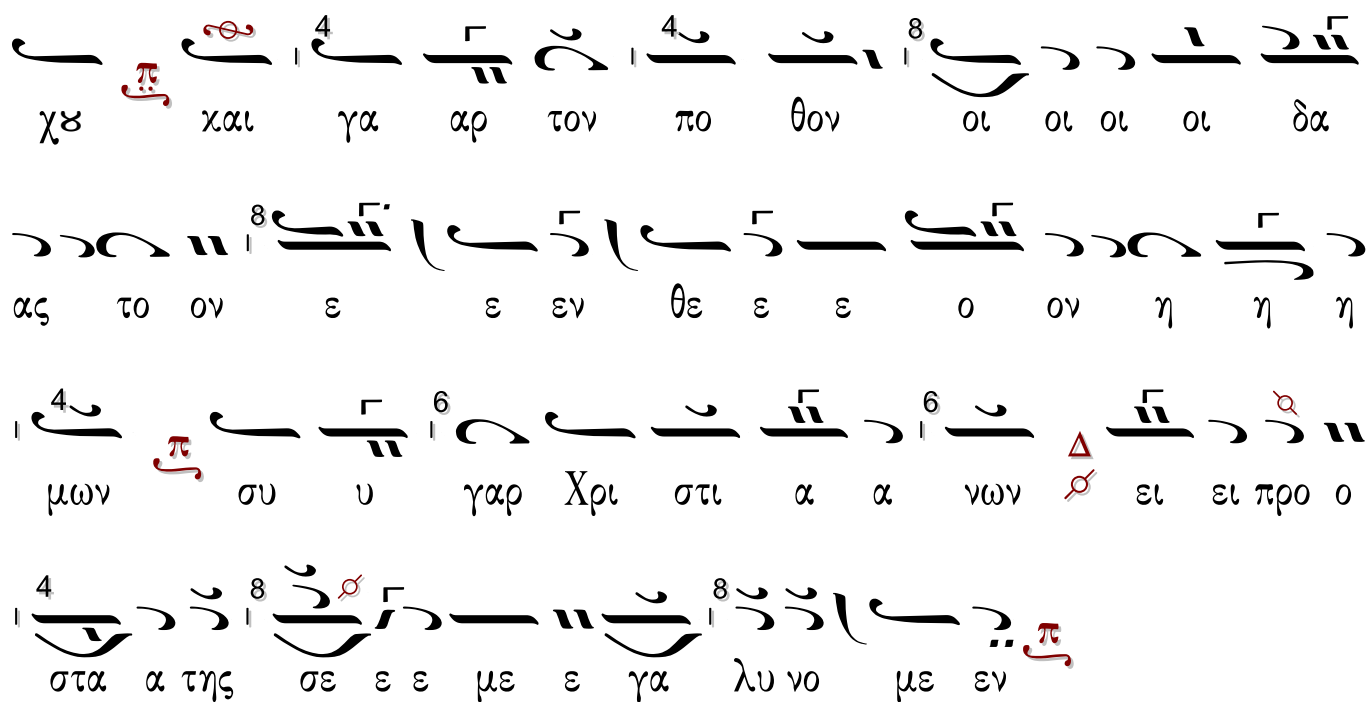 χȣ και γα αρ τον πο θον οι οι οι οι δα
ας το ον ε ε εν θε ε ε ο ον η η η
μων συ υ γαρ Χρι στι α α νων ει ει προ ο
στα α της σε ε ε με ε γα λυ νο με εν